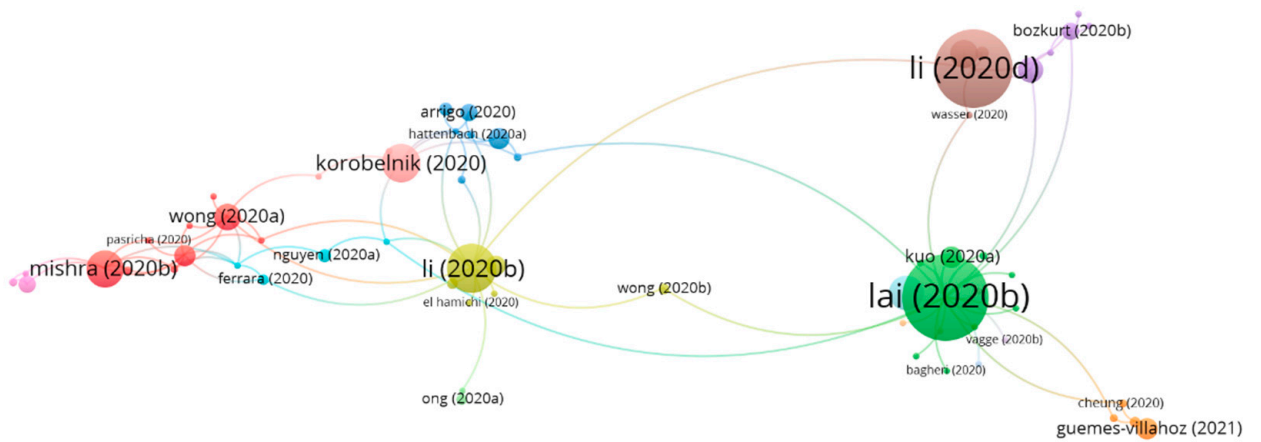 bozkurt (2020b)
li (2020d)
arrigo (2020)
wasser (2020)
hattenbach (2020a)
korobelnik (2020)
wong (2020a)
pasricha (2020)
nguyen (2020a)
kuo (2020a)
mishra (2020b)
li (2020b)
ferrara (2020)
wong (2020b)
lai (2020b)
el hamichi (2020)
vagge (2020b)
bagheri (2020)
ong (2020a)
cheung (2020)
guemes-villahoz (2021)